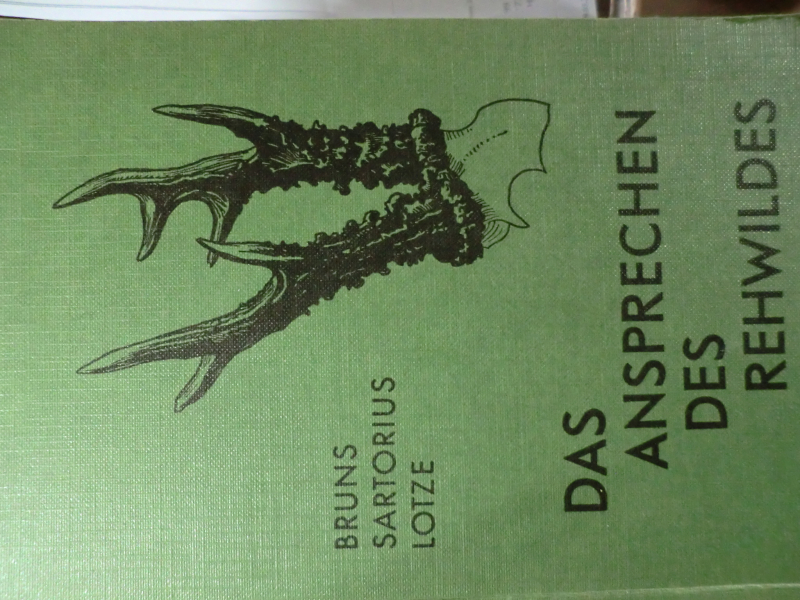 BRUNS
SARTORIUS
LOTZE
DAS
ANSPRECHEN
DES
REHWILDES